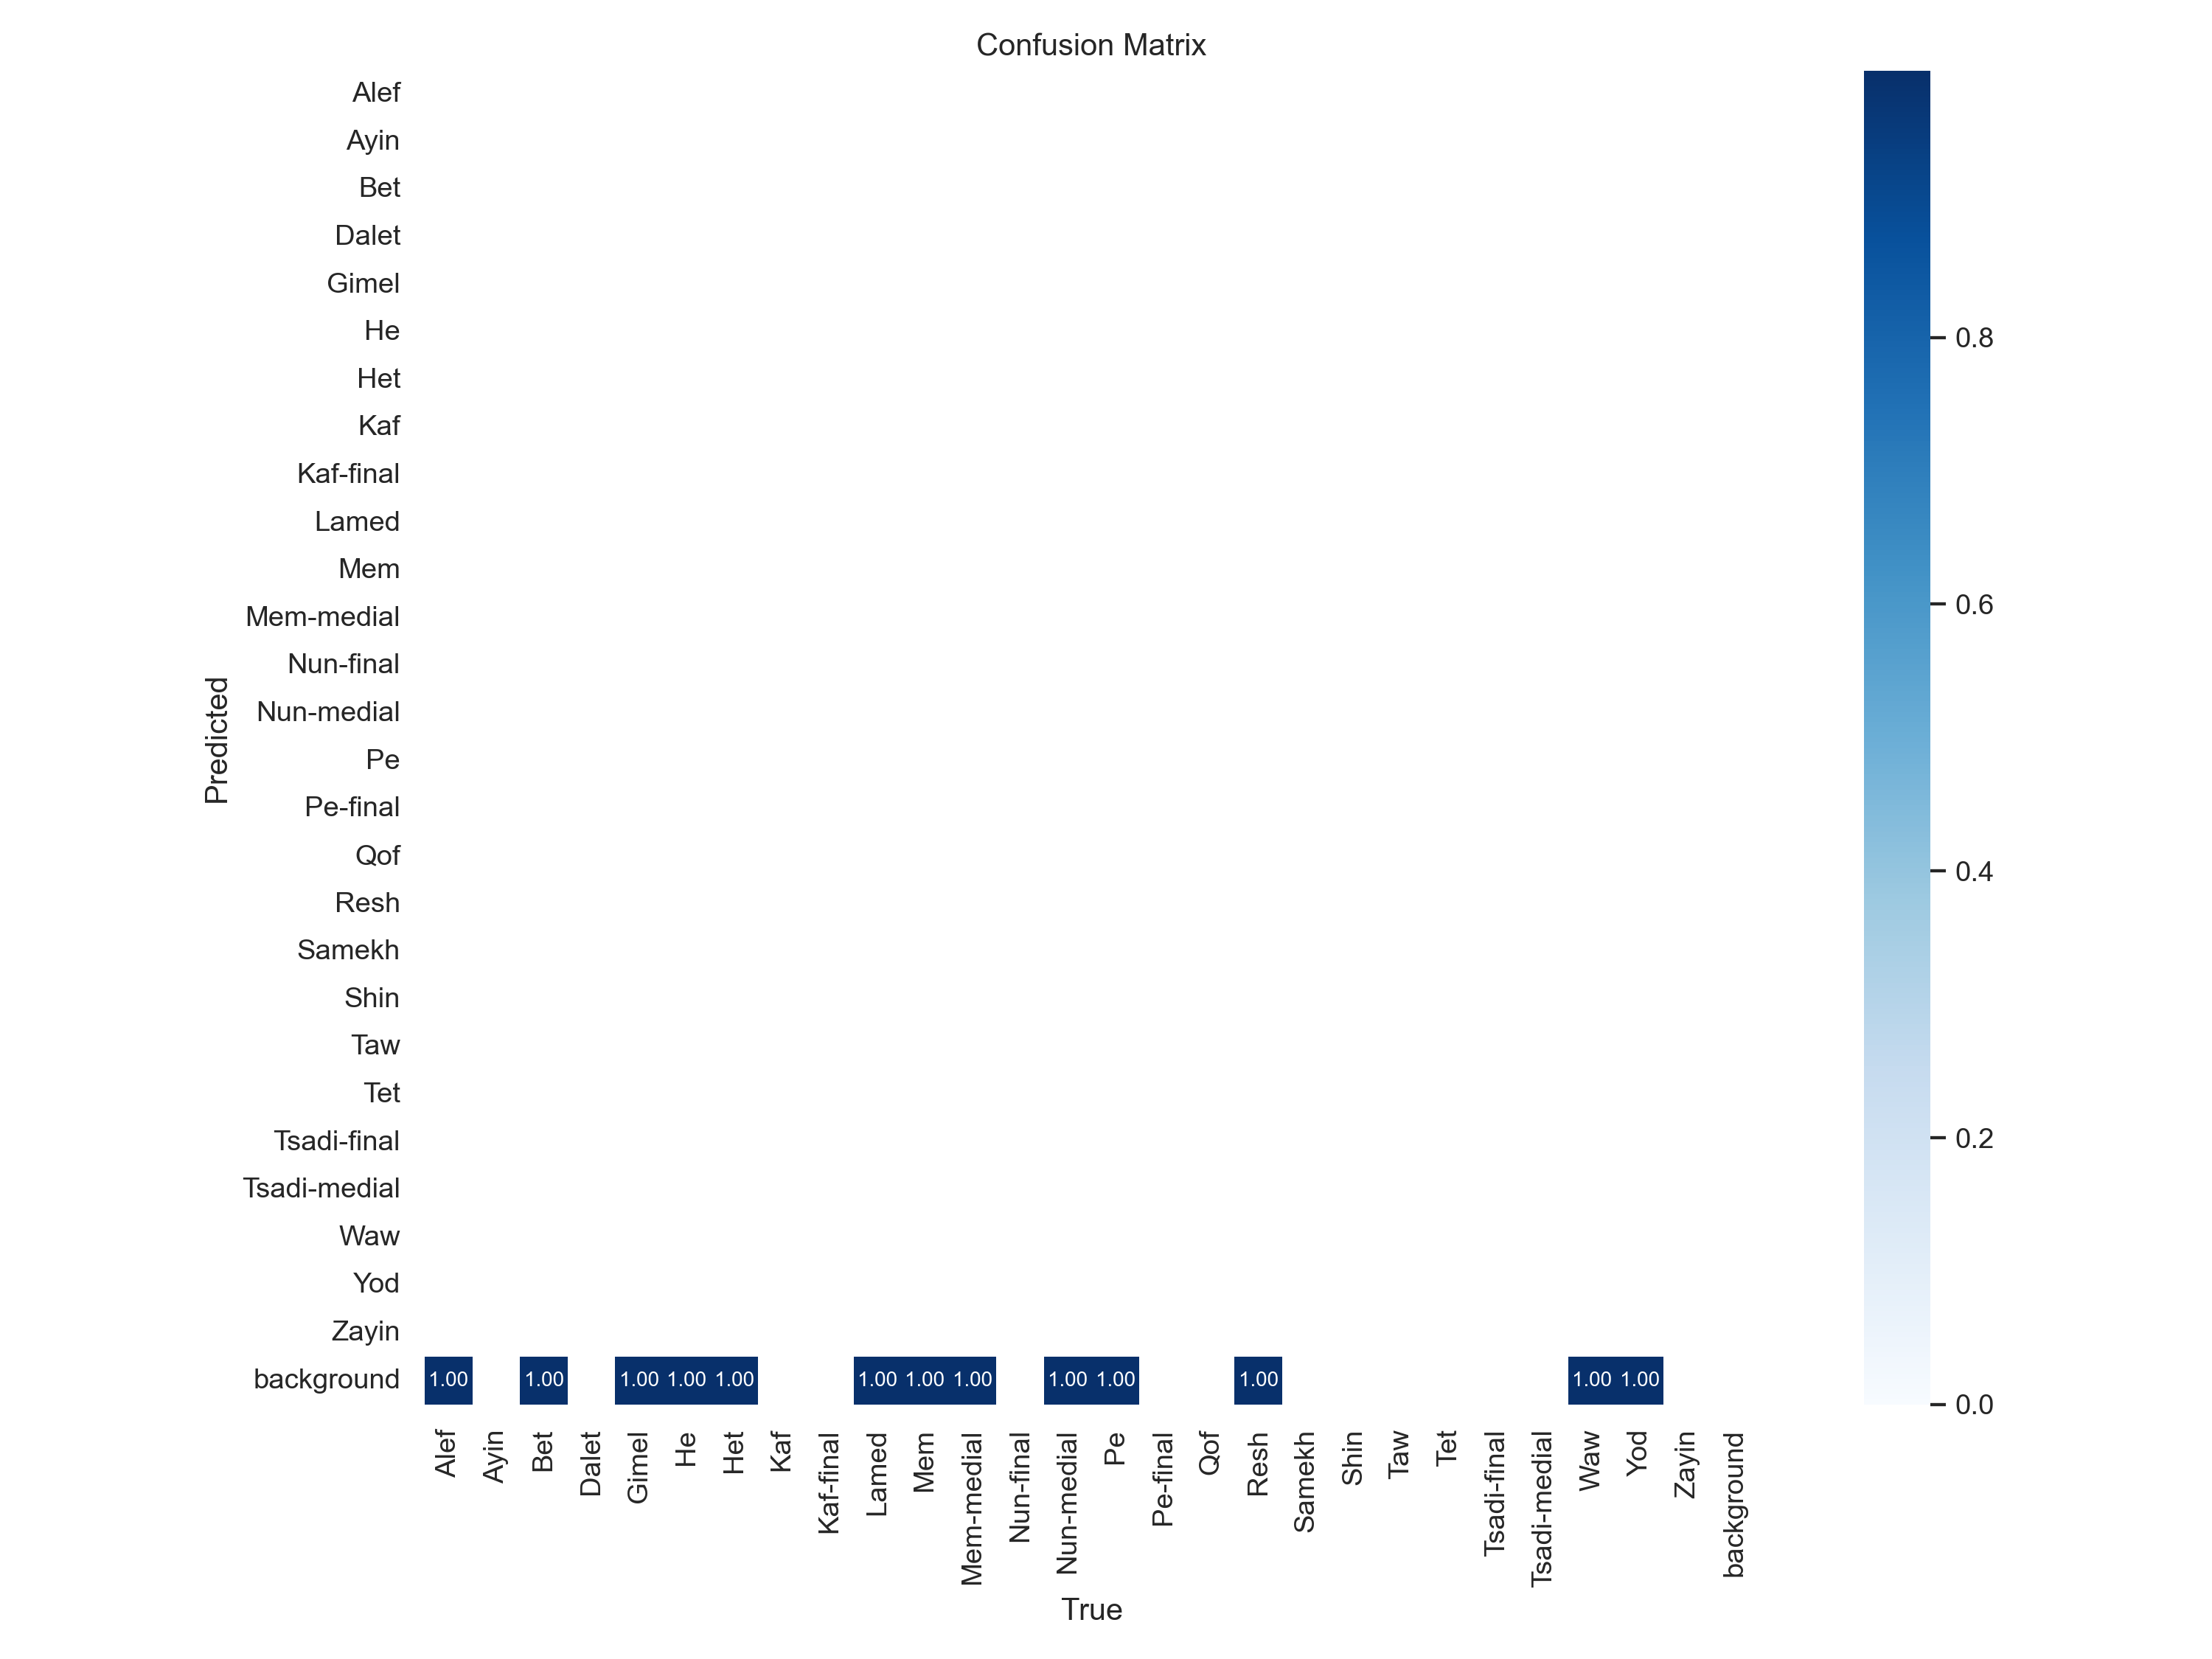 Confusion Matrix
Alef
Ayin
Bet
Dalet
Gimel
He
Het
Kaf
Kaf-final
Lamed
Mem
Mem-medial
Nun-final
Nun-medial
Pe
Pe-final
Qof
Resh
Samekh
Shin
Taw
Tet
Tsadi-final
Tsadi-medial
Waw
Yod
Zayin
background
Predicted
1.00 1.00 1.00 1.00 1.00 1.00 1.00 1.00 1.00 1.00 1.00 1.00 1.00
Alef Ayin Bet Dalet Gimel He Het Kaf Kaf-final Lamed Mem Mem-medial Nun-final Nun-medial Pe Pe-final Qof Resh Samekh Shin Taw Tet Tsadi-final Tsadi-medial Waw Yod Zayin background
True
0.8
0.6
0.4
0.2
0.0